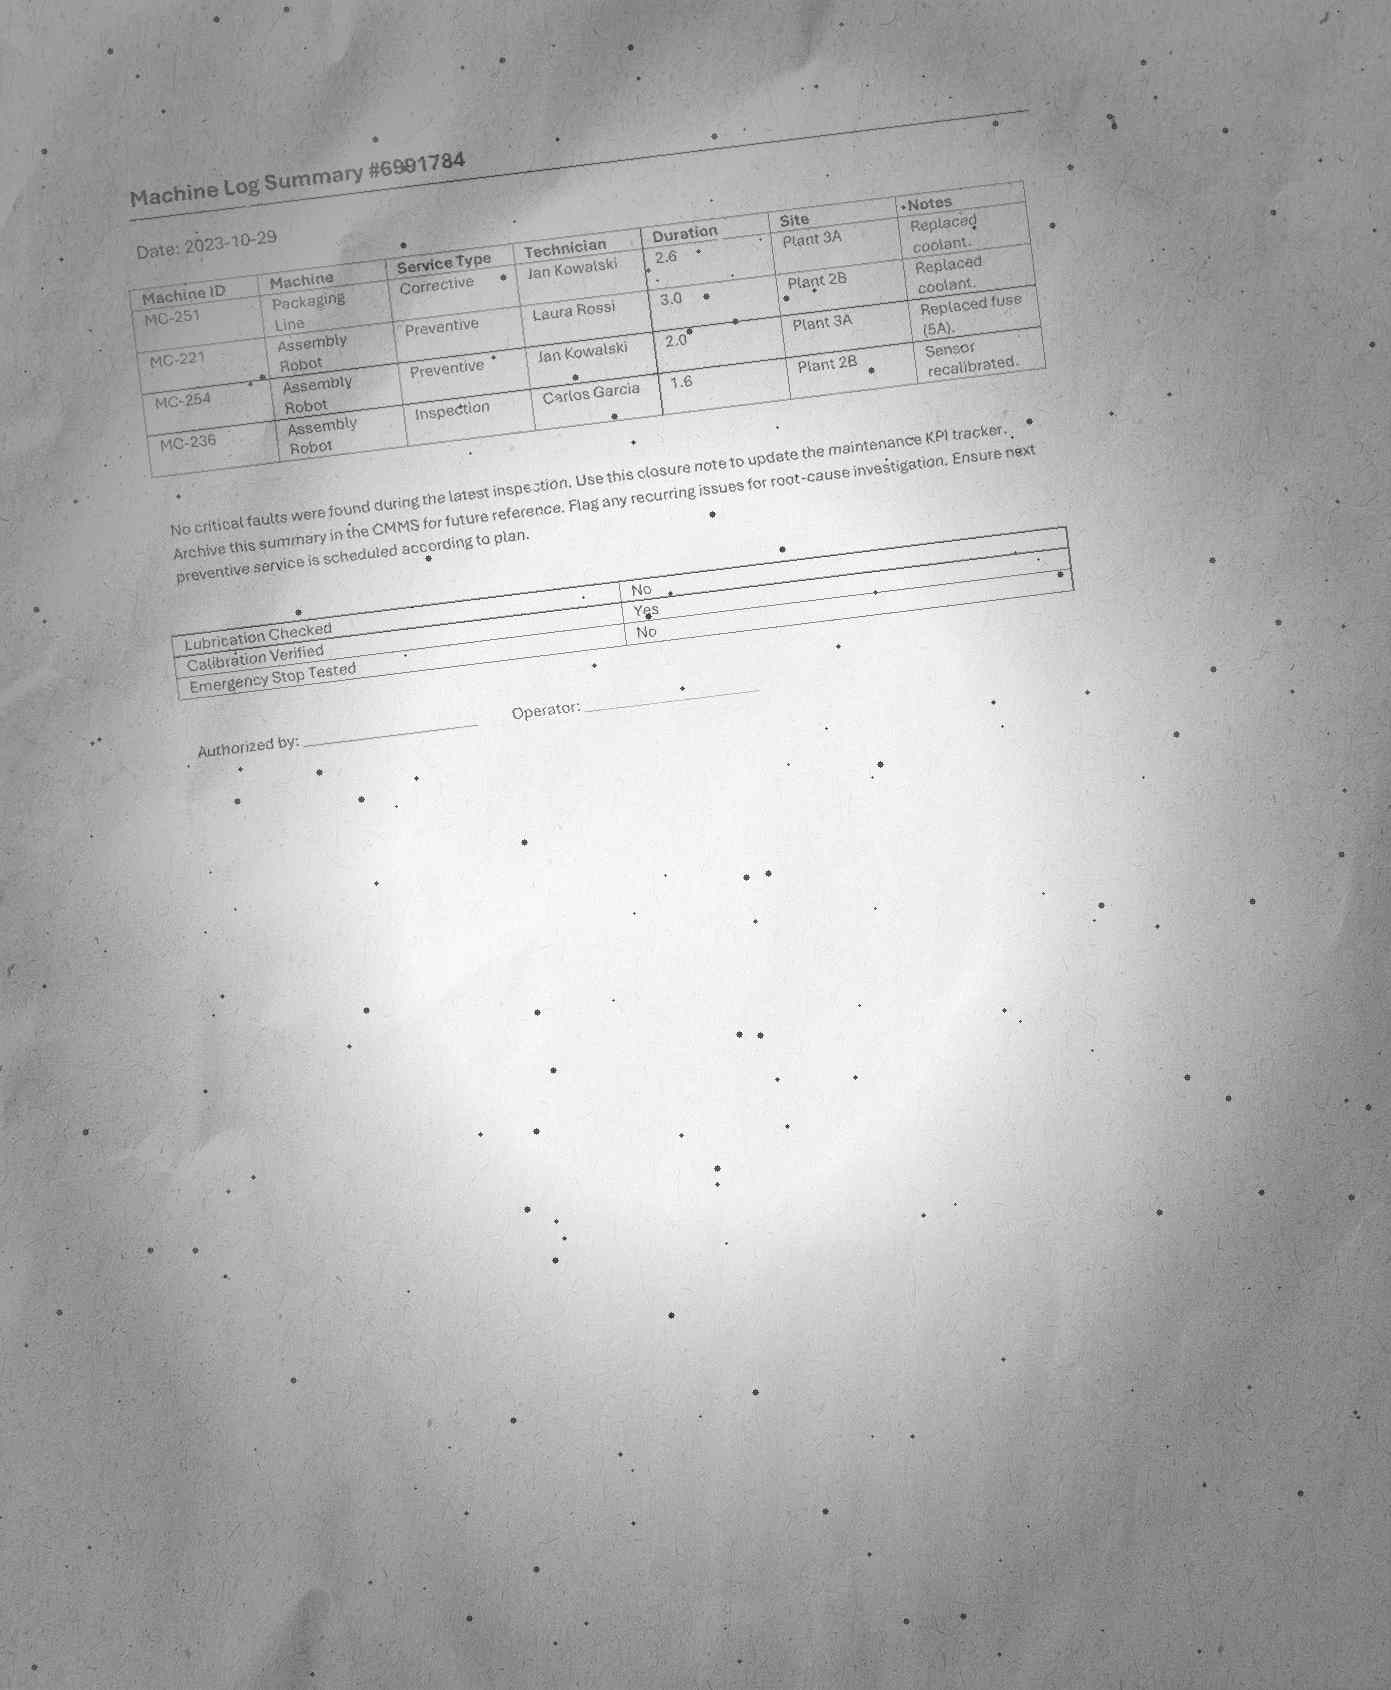 Machine Log Summary #6991784
Date: 2023-10-29
Machine ID Machine Service Type Technician Duration Site Notes
MC-251 Packaging Line Corrective Jan Kowalski 2.6 Plant 3A Replaced coolant.
MC-221 Assembly Robot Preventive Laura Rossi 3.0 Plant 2B Replaced coolant.
MC-254 Assembly Robot Preventive Jan Kowalski 2.0 Plant 3A Replaced fuse (5A).
MC-236 Assembly Robot Inspection Carlos Garcia 1.6 Plant 2B Sensor recalibrated.
No critical faults were found during the latest inspection. Use this closure note to update the maintenance KPI tracker.
Archive this summary in the CMMS for future reference. Flag any recurring issues for root-cause investigation. Ensure next
preventive service is scheduled according to plan.
Lubrication Checked No
Calibration Verified Yes
Emergency Stop Tested No
Authorized by: Operator: